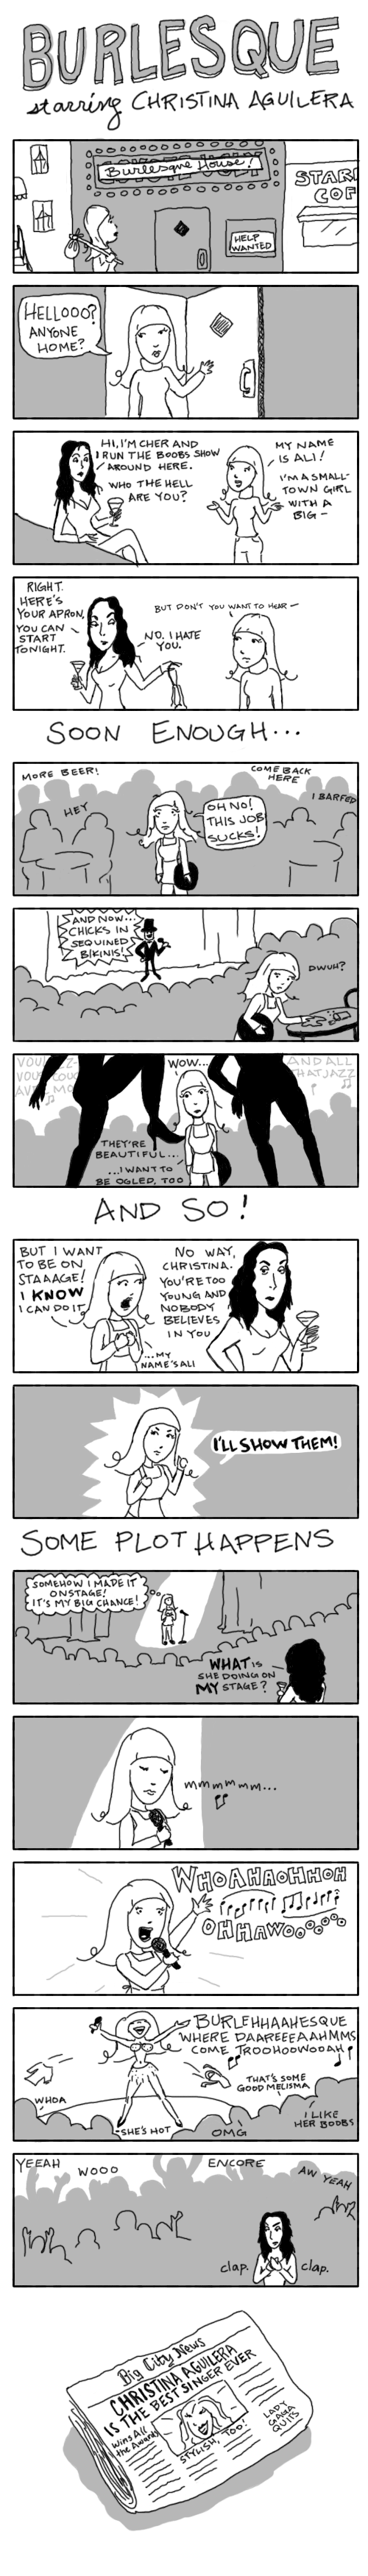 BURLESQUE
starring CHRISTINA AGUILERA
Burlesque House!
STAR
COF
HELP
WANTED
HELLOOO?
ANYONE
HOME?
HI, I'M CHER AND
I RUN THE BOOBS SHOW
AROUND HERE.
WHO THE HELL
ARE YOU?
MY NAME
IS ALI!
I'M A SMALL-
TOWN GIRL
WITH A
BIG -
RIGHT.
HERE'S
YOUR APRON,
YOU CAN
START
TONIGHT.
BUT DON'T YOU WANT TO HEAR -
NO. I HATE
YOU.
SOON ENOUGH...
MORE BEER!
HEY
COME BACK
HERE
I BARFED
OH NO!
THIS JOB
SUCKS!
AND NOW...
CHICKS IN
SEQUINED
BIKINIS!
DWUH?
WOW...
AND ALL
THAT JAZZ
THEY'RE
BEAUTIFUL...
...I WANT TO
BE OGLED, TOO
AND SO!
BUT I WANT
TO BE ON
STAAAGE!
I KNOW
I CAN DO IT
...MY
NAME'S ALI
NO WAY,
CHRISTINA.
YOU'RE TOO
YOUNG AND
NOBODY
BELIEVES
IN YOU
I'LL SHOW THEM!
SOME PLOT HAPPENS
SOMEHOW I MADE IT
ONSTAGE!
IT'S MY BIG CHANCE!
WHAT IS
SHE DOING ON
MY STAGE?
mmmmmm...
WHOAHAOHHOH
OHHAWOooooo
BURLEHHAAHESQUE
WHERE DAAREEEAAHMMS
COME TROOHOOWOOAH
THAT'S SOME
GOOD MELISMA
WHOA
SHE'S HOT
OMG
I LIKE
HER BOOBS
YEEAH
WOOO
ENCORE
AW YEAH
clap. clap.
Big City News
CHRISTINA AGUILERA
IS THE BEST SINGER EVER
Wins All
the Awards
STYLISH, TOO!
LADY
GAGA
QUITS